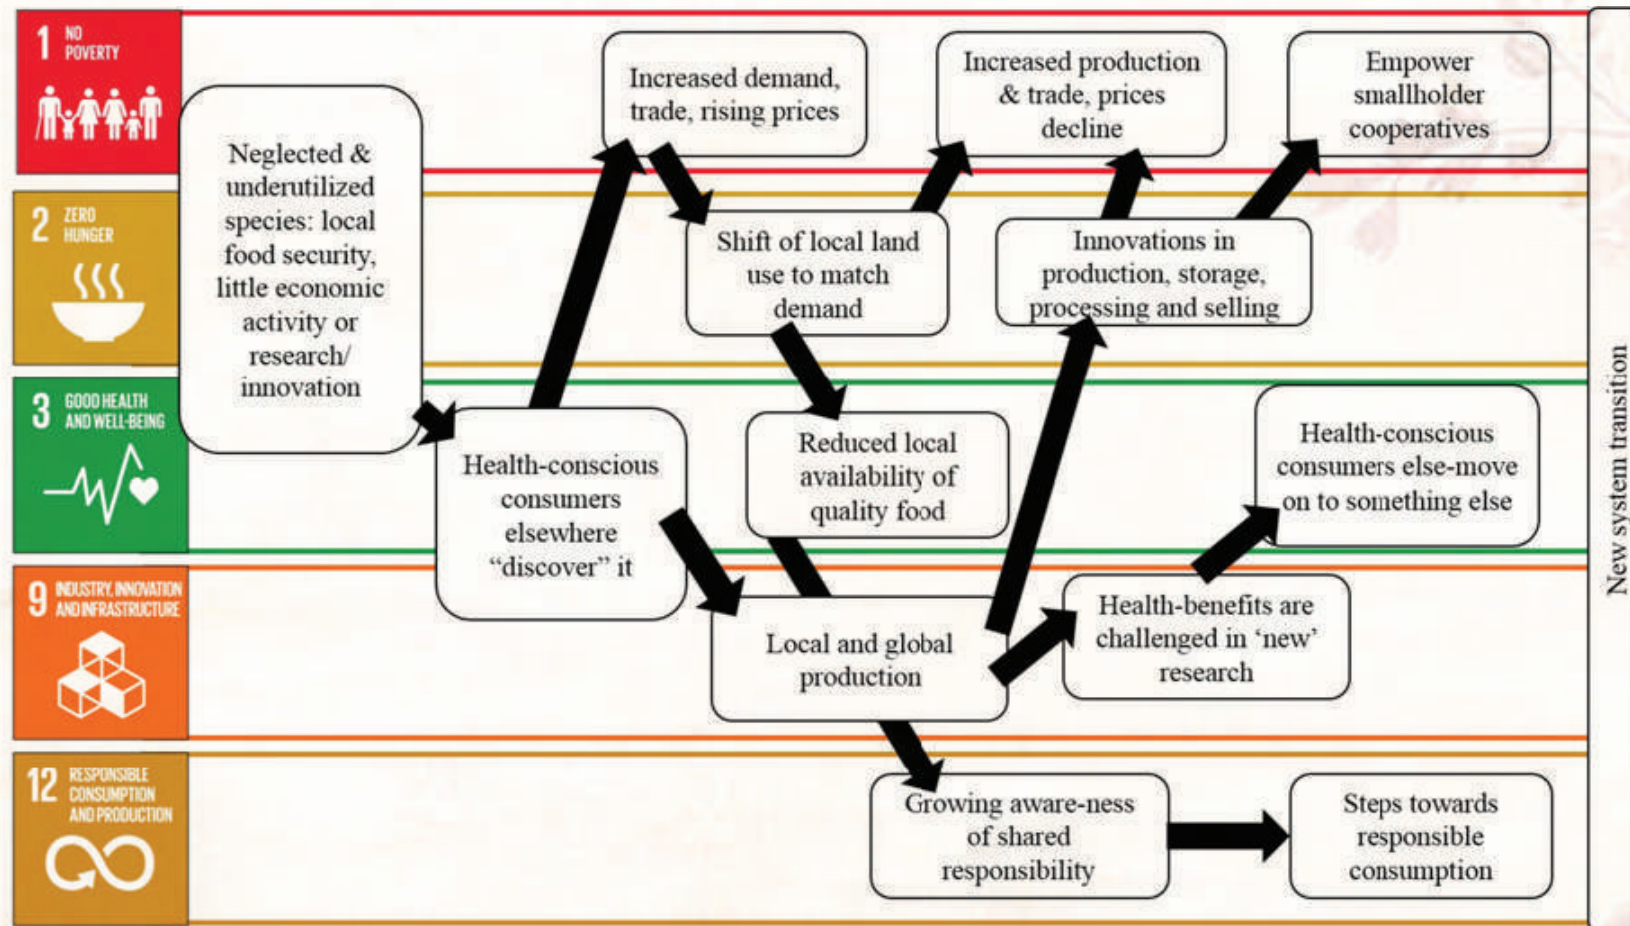 1 NO
POVERTY
2 ZERO
HUNGER
3 GOOD HEALTH
AND WELL-BEING
9 INDUSTRY, INNOVATION
AND INFRASTRUCTURE
12 RESPONSIBLE
CONSUMPTION
AND PRODUCTION
Neglected &
underutilized
species: local
food security,
little economic
activity or
research/
innovation
Health-conscious
consumers
elsewhere
“discover” it
Increased demand,
trade, rising prices
Shift of local land
use to match
demand
Reduced local
availability of
quality food
Local and global
production
Increased production
& trade, prices
decline
Innovations in
production, storage,
processing and selling
Empower
smallholder
cooperatives
Health-conscious
consumers else-move
on to something else
Health-benefits are
challenged in ‘new’
research
Growing aware-ness
of shared
responsibility
Steps towards
responsible
consumption
New system transition